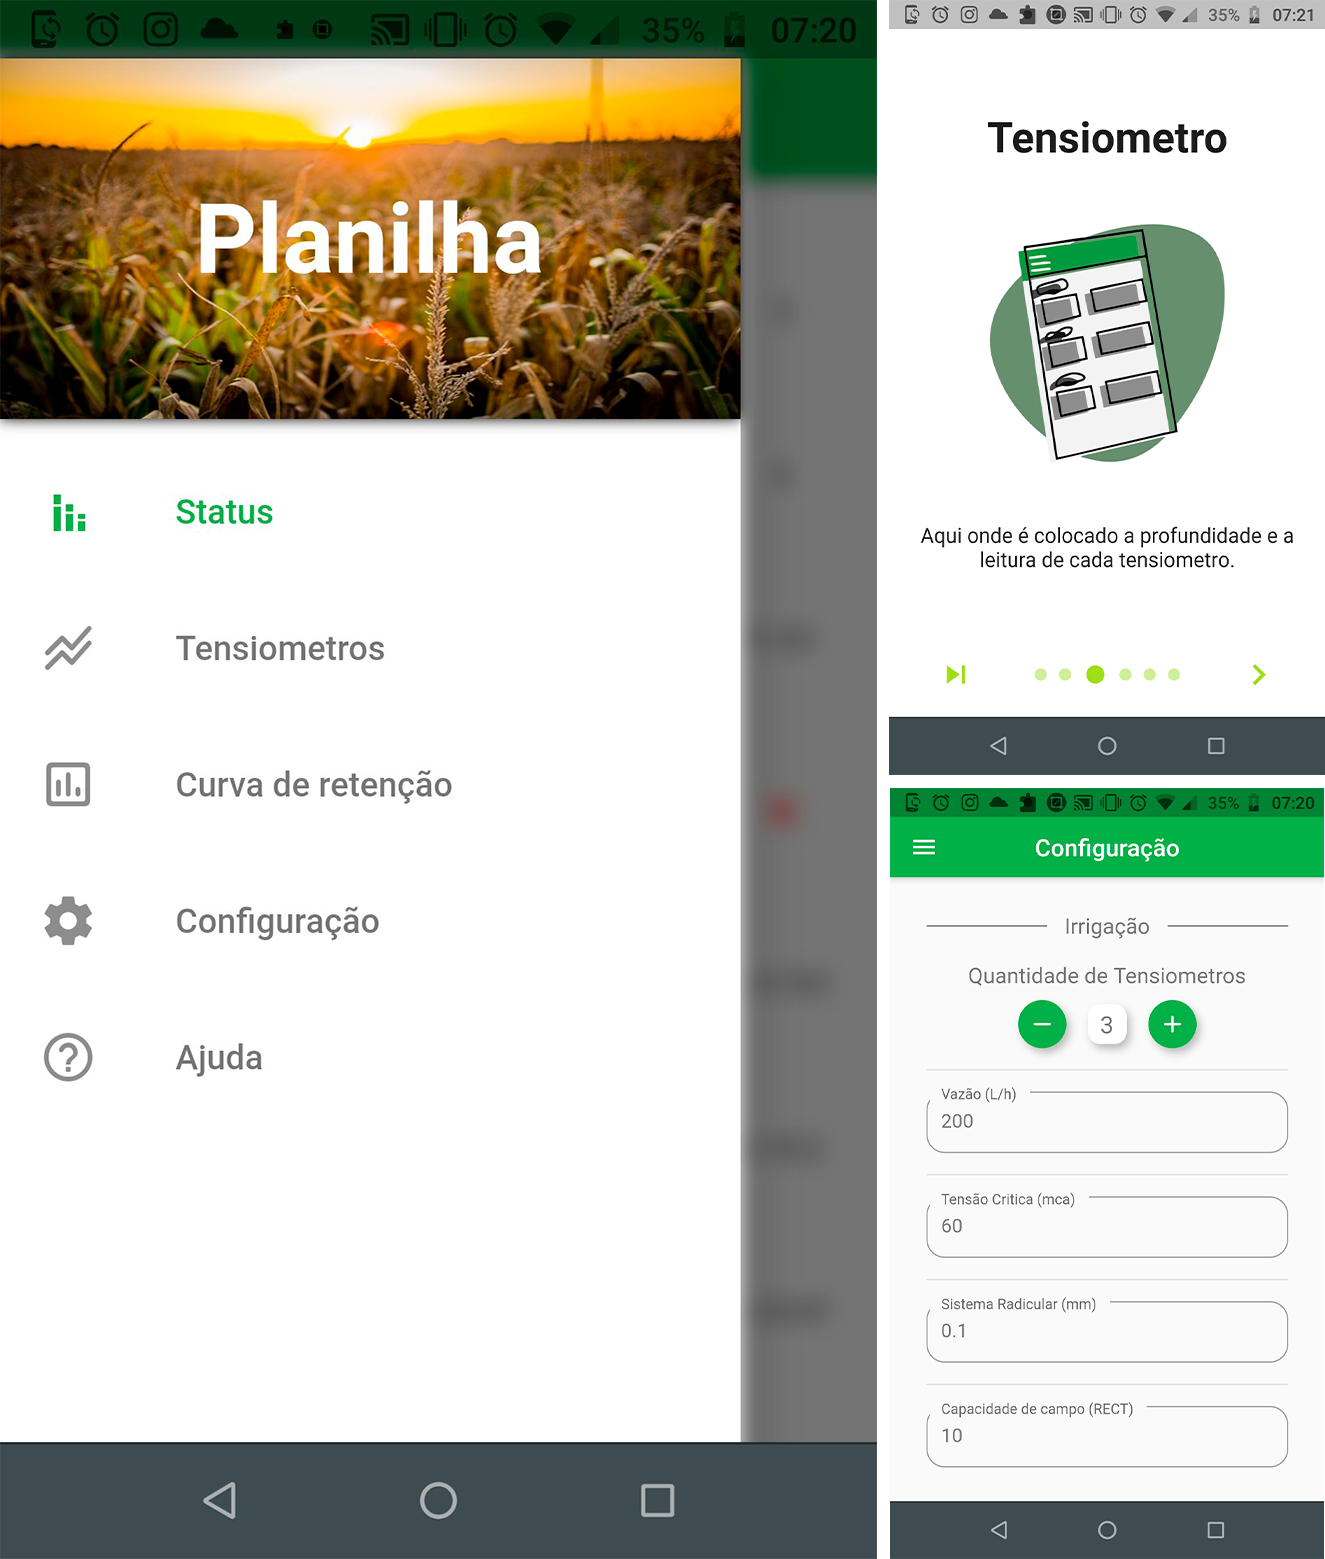 35% 07:20
Planilha
Status
Tensiometros
Curva de retenção
Configuração
Ajuda
35% 07:21
Tensiometro
Aqui onde é colocado a profundidade e a
leitura de cada tensiometro.
35% 07:20
Configuração
Irrigação
Quantidade de Tensiometros
3
Vazão (L/h)
200
Tensão Critica (mca)
60
Sistema Radicular (mm)
0.1
Capacidade de campo (RECT)
10